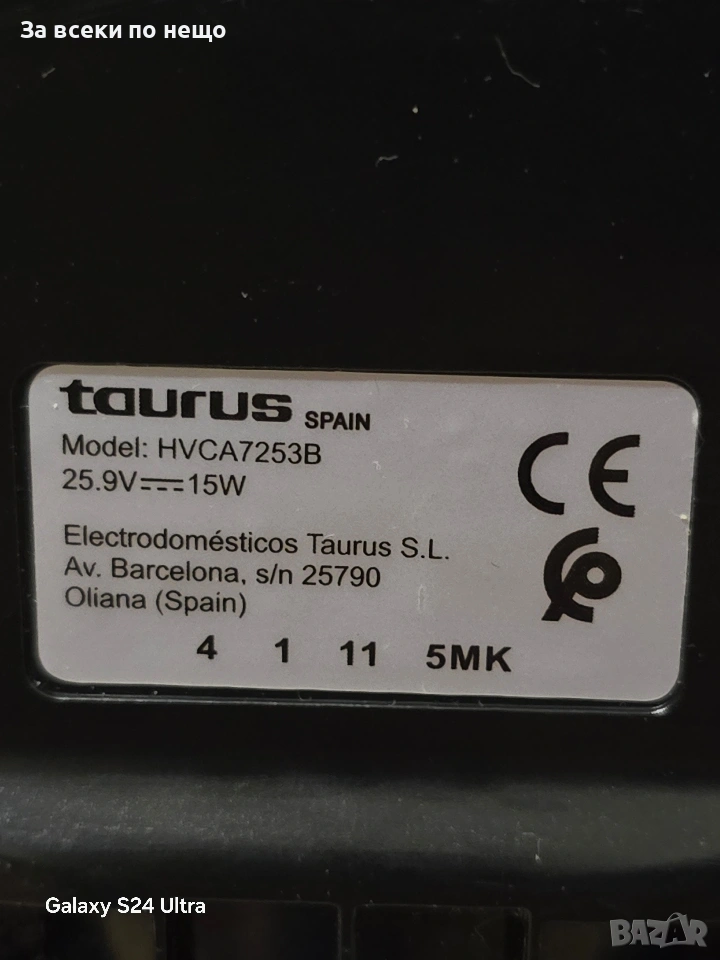 За всеки по нещо
taurus SPAIN
Model: HVCA7253B
25.9V⎓15W
Electrodomésticos Taurus S.L.
Av. Barcelona, s/n 25790
Oliana (Spain)
4 1 11 5MK
CE
Galaxy S24 Ultra
BAZAR